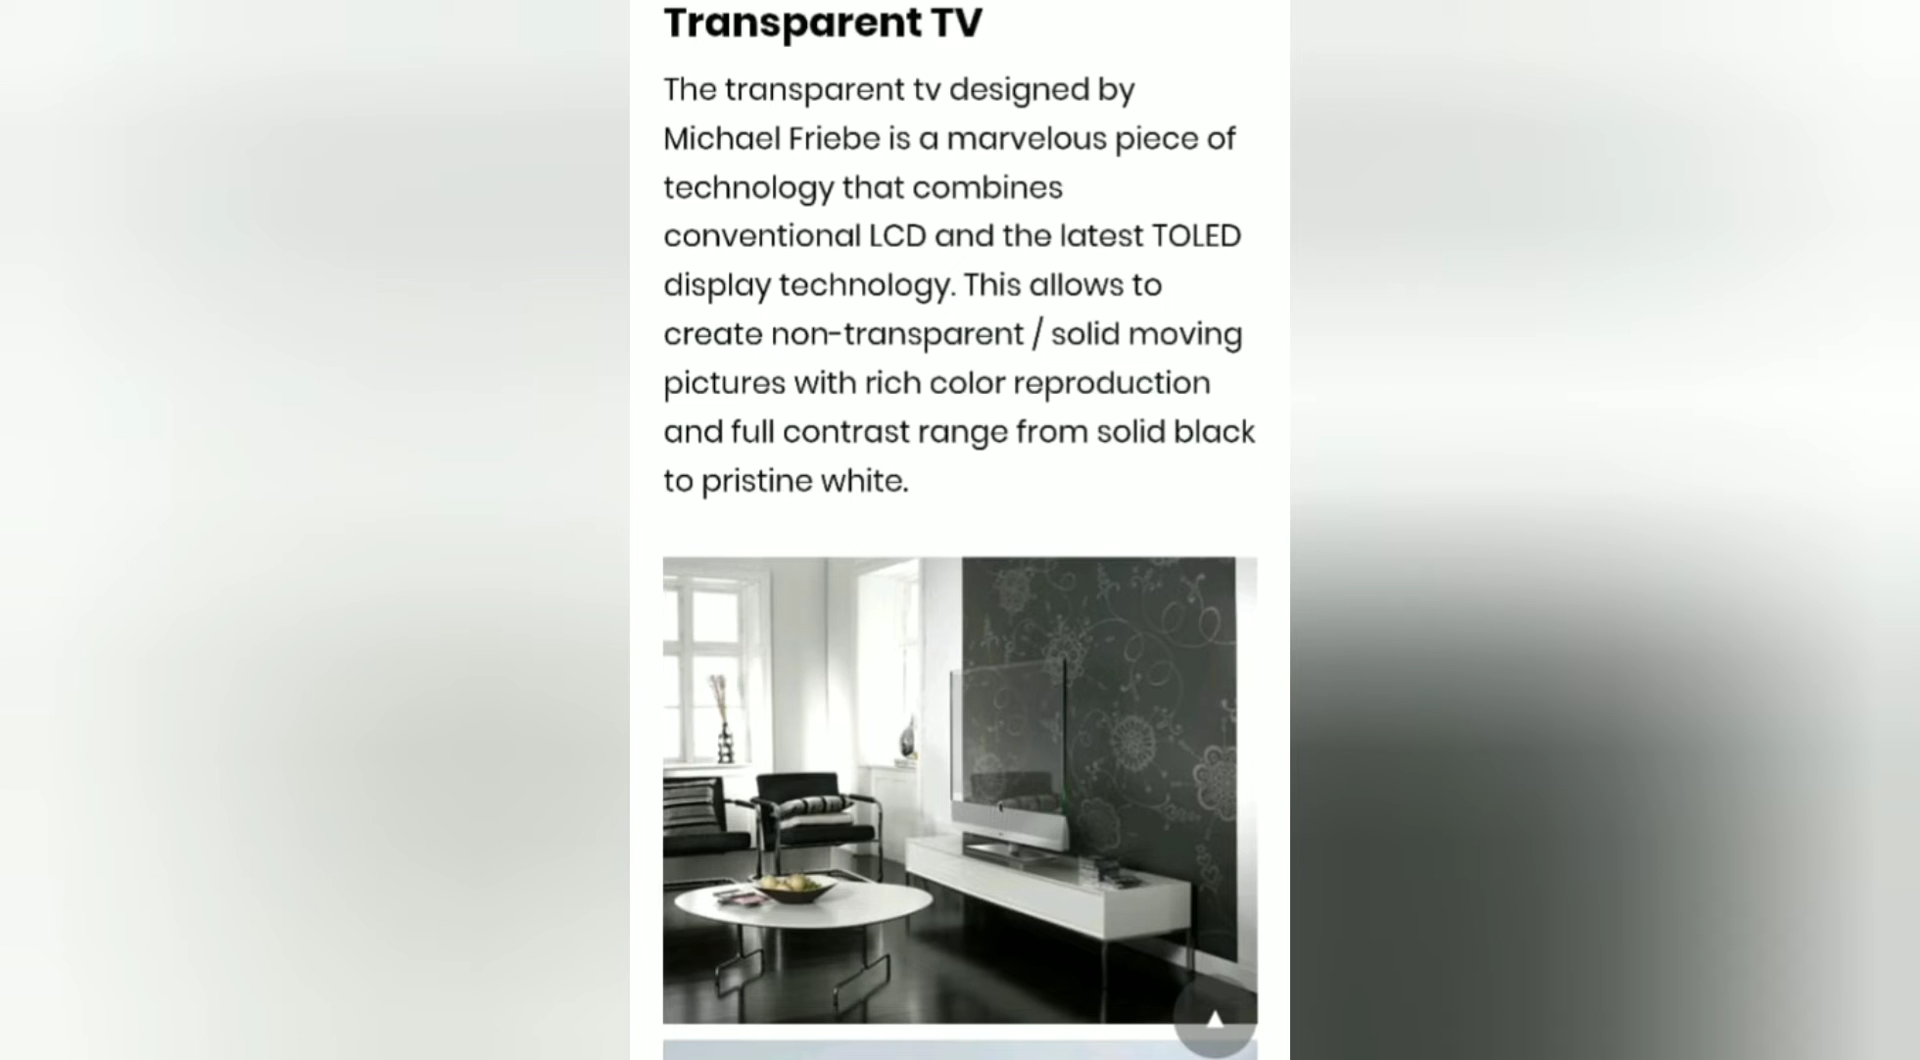 Transparent TV
The transparent tv designed by
Michael Friebe is a marvelous piece of
technology that combines
conventional LCD and the latest TOLED
display technology. This allows to
create non-transparent / solid moving
pictures with rich color reproduction
and full contrast range from solid black
to pristine white.